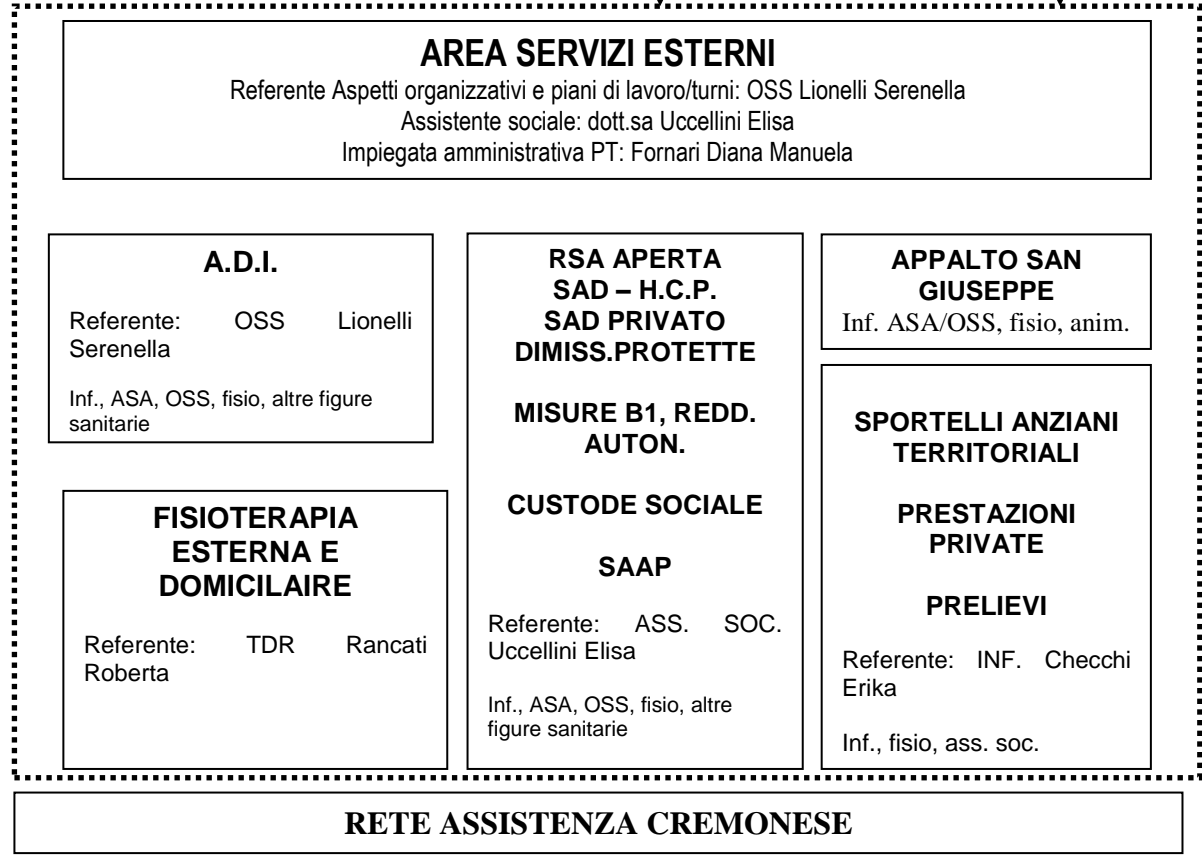 AREA SERVIZI ESTERNI
Referente Aspetti organizzativi e piani di lavoro/turni: OSS Lionelli Serenella
Assistente sociale: dott.sa Uccellini Elisa
Impiegata amministrativa PT: Fornari Diana Manuela
A.D.I.
Referente: OSS Lionelli
Serenella
Inf., ASA, OSS, fisio, altre figure
sanitarie
FISIOTERAPIA
ESTERNA E
DOMICILAIRE
Referente: TDR Rancati
Roberta
RSA APERTA
SAD – H.C.P.
SAD PRIVATO
DIMISS.PROTETTE
MISURE B1, REDD.
AUTON.
CUSTODE SOCIALE
SAAP
Referente: ASS. SOC.
Uccellini Elisa
Inf., ASA, OSS, fisio, altre
figure sanitarie
APPALTO SAN
GIUSEPPE
Inf. ASA/OSS, fisio, anim.
SPORTELLI ANZIANI
TERRITORIALI
PRESTAZIONI
PRIVATE
PRELIEVI
Referente: INF. Checchi
Erika
Inf., fisio, ass. soc.
RETE ASSISTENZA CREMONESE